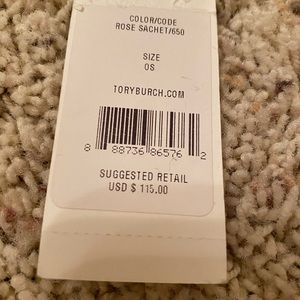 COLOR/CODE
ROSE SACHET/650
SIZE
OS
TORYBURCH.COM
8 88736 86576 2
SUGGESTED RETAIL
USD $ 115.00